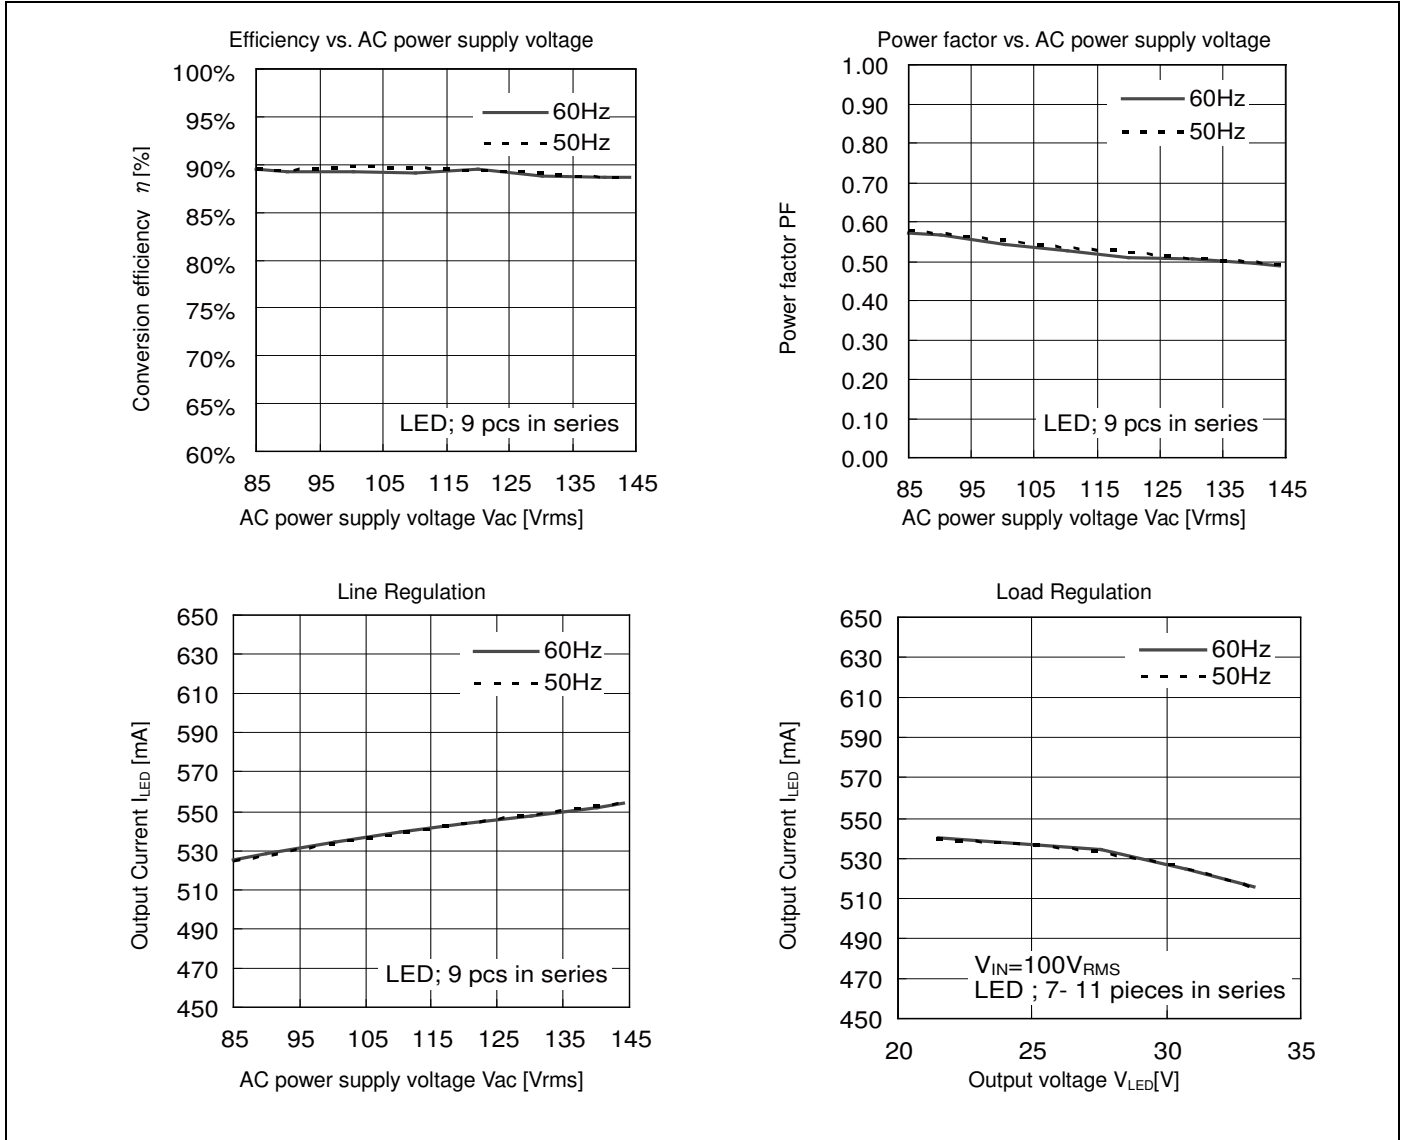 Efficiency vs. AC power supply voltage
100%
95%
90%
85%
80%
75%
70%
65%
60%
Conversion efficiency η [%]
60Hz
50Hz
LED; 9 pcs in series
85 95 105 115 125 135 145
AC power supply voltage Vac [Vrms]
Power factor vs. AC power supply voltage
1.00
0.90
0.80
0.70
0.60
0.50
0.40
0.30
0.20
0.10
0.00
Power factor PF
60Hz
50Hz
LED; 9 pcs in series
85 95 105 115 125 135 145
AC power supply voltage Vac [Vrms]
Line Regulation
650
630
610
590
570
550
530
510
490
470
450
Output Current ILED [mA]
60Hz
50Hz
LED; 9 pcs in series
85 95 105 115 125 135 145
AC power supply voltage Vac [Vrms]
Load Regulation
650
630
610
590
570
550
530
510
490
470
450
Output Current ILED [mA]
60Hz
50Hz
VIN=100VRMS
LED ; 7- 11 pieces in series
20 25 30 35
Output voltage VLED[V]